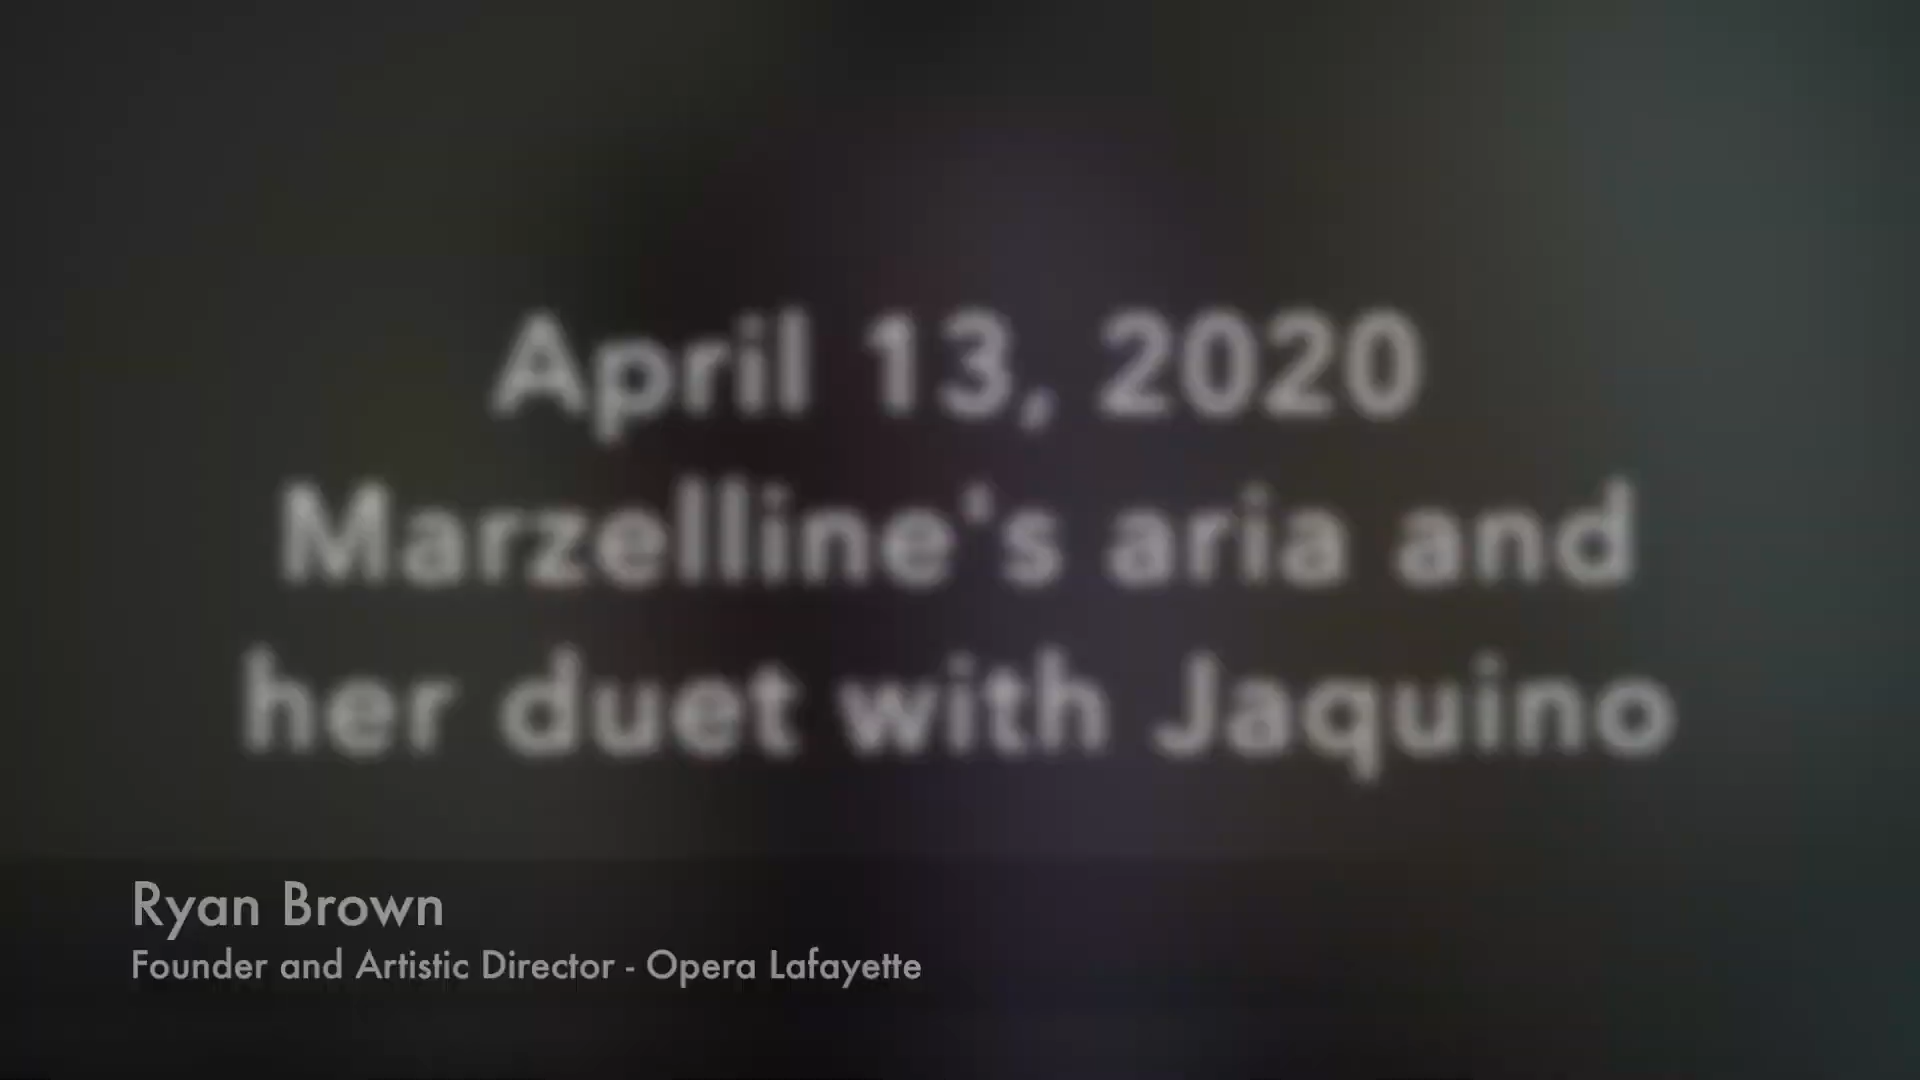 April 13, 2020
Marzelline's aria and
her duet with Jaquino
Ryan Brown
Founder and Artistic Director - Opera Lafayette